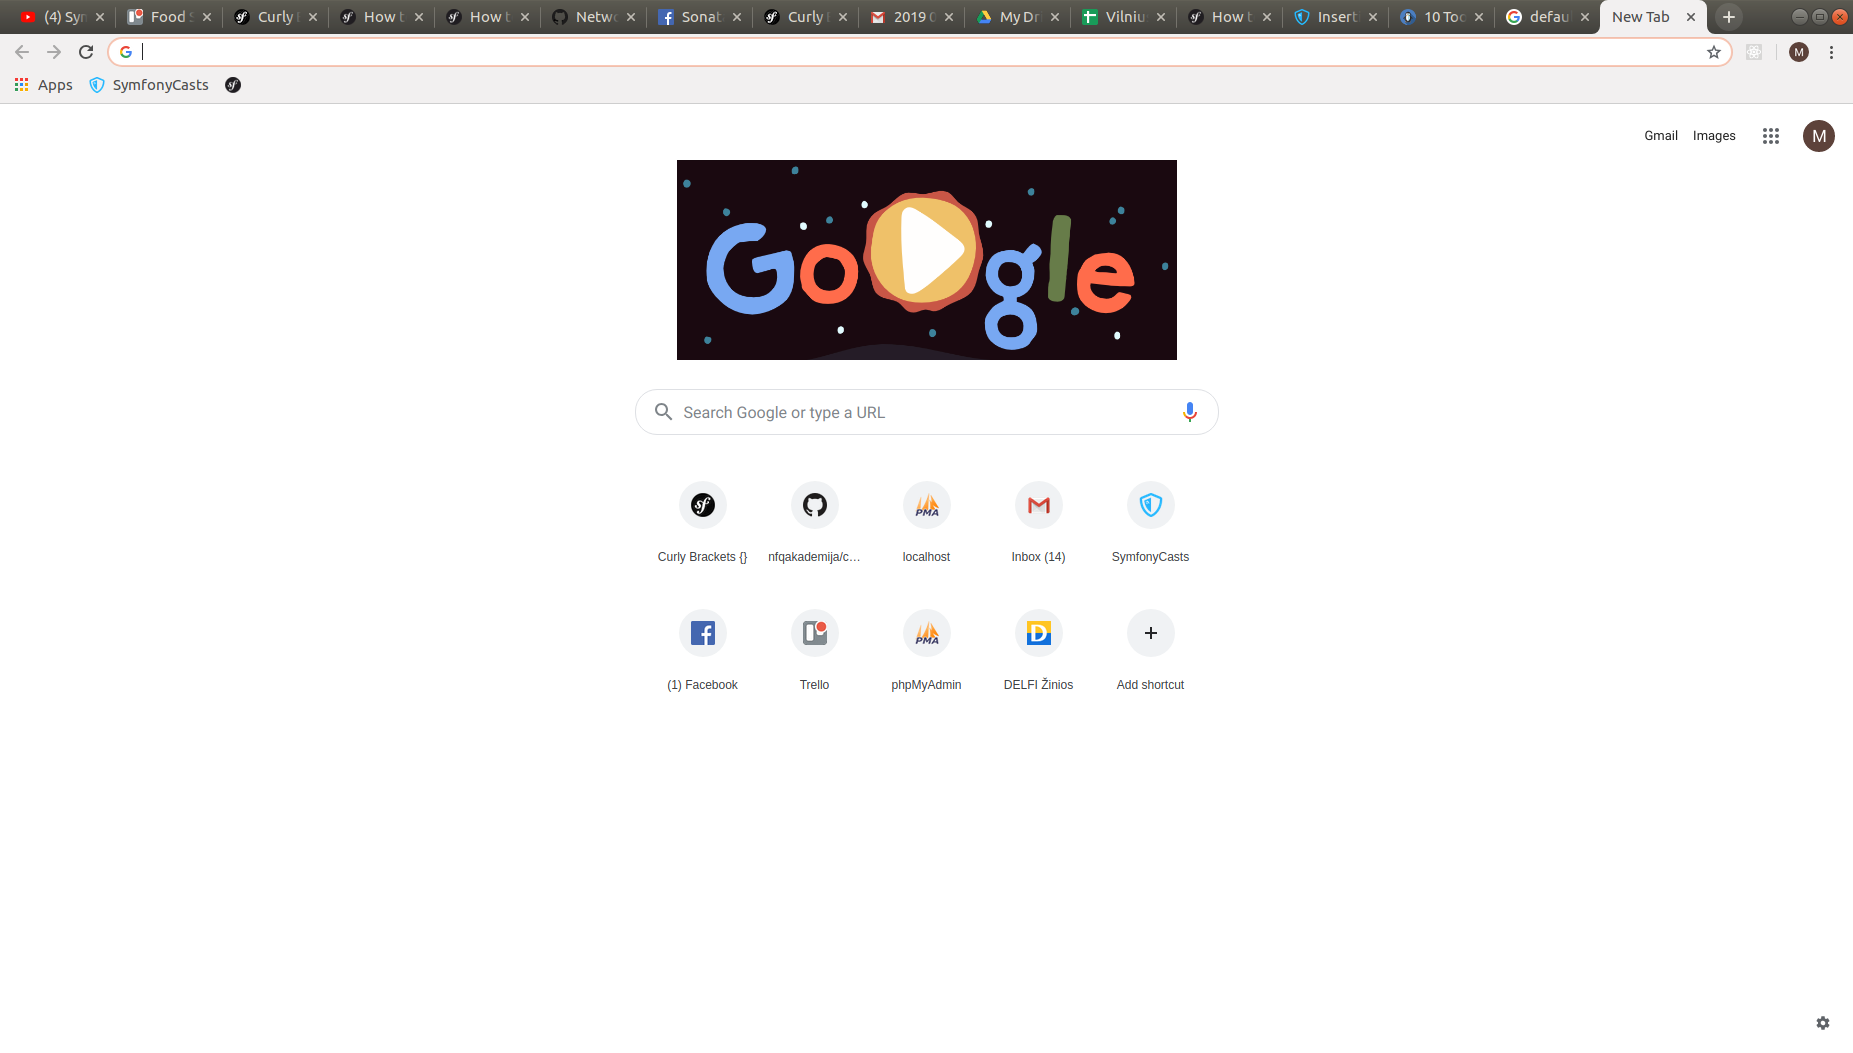 (4) Syn Food S Curly How t How t Netwo Sonat Curly 2019 My Dri Vilniu How t Insert 10 Too defau New Tab
M
Apps SymfonyCasts
Gmail Images M
Google
Search Google or type a URL
Curly Brackets {} nfqakademija/c... localhost Inbox (14) SymfonyCasts
(1) Facebook Trello phpMyAdmin DELFI Žinios Add shortcut